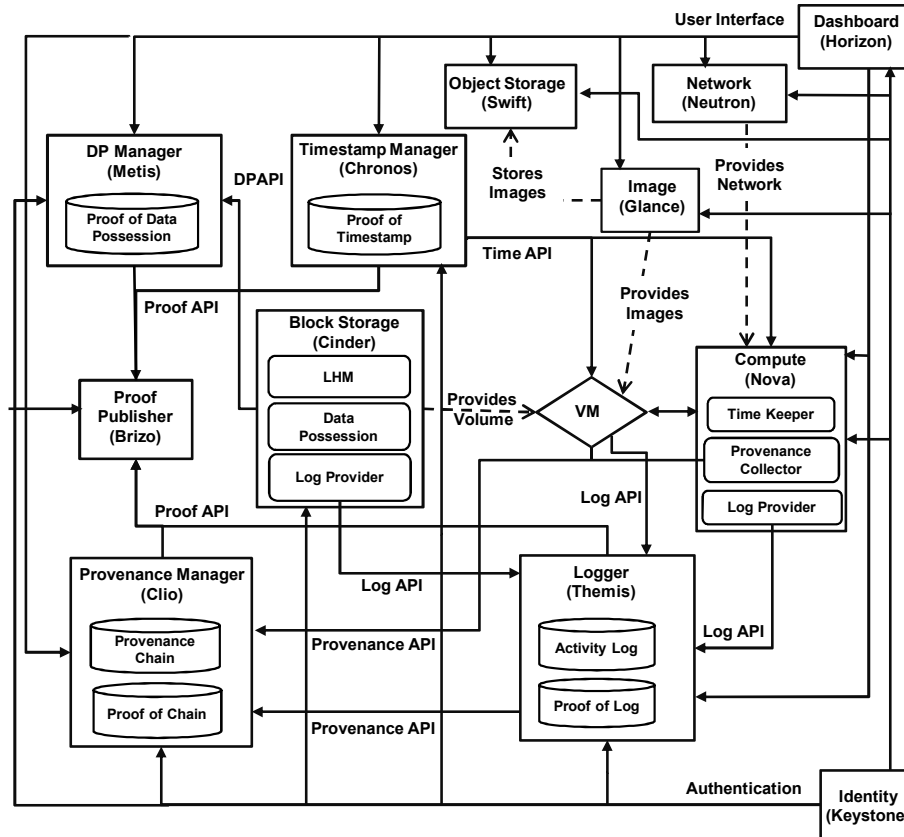 User Interface
Dashboard
(Horizon)
Object Storage
(Swift)
Network
(Neutron)
DP Manager
(Metis)
Proof of Data
Possession
DPAPI
Timestamp Manager
(Chronos)
Proof of
Timestamp
Stores
Images
Image
(Glance)
Provides
Network
Time API
Proof API
Block Storage
(Cinder)
LHM
Data
Possession
Log Provider
Provides
Images
Compute
(Nova)
Time Keeper
Provenance
Collector
Log Provider
Proof
Publisher
(Brizo)
Provides
Volume
VM
Log API
Proof API
Provenance Manager
(Clio)
Provenance
Chain
Proof of Chain
Log API
Logger
(Themis)
Activity Log
Proof of Log
Log API
Provenance API
Provenance API
Authentication
Identity
(Keystone